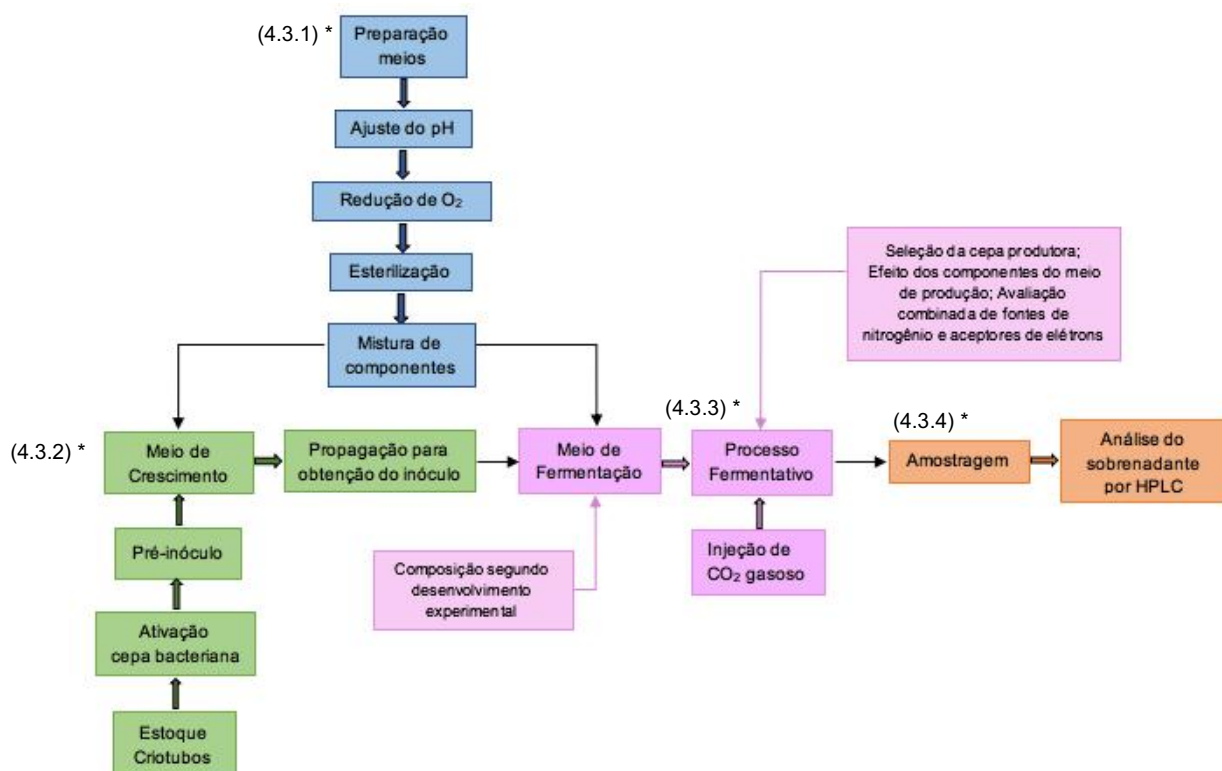 (4.3.1) *
Preparação
meios
Ajuste do pH
Redução de O₂
Esterilização
Mistura de
componentes
Seleção da cepa produtora;
Efeito dos componentes do meio
de produção; Avaliação
combinada de fontes de
nitrogênio e aceptores de elétrons
(4.3.2) *
Meio de
Crescimento
Propagação para
obtenção do inóculo
Meio de
Fermentação
(4.3.3) *
Processo
Fermentativo
(4.3.4) *
Amostragem
Análise do
sobrenadante
por HPLC
Pré-inóculo
Composição segundo
desenvolvimento
experimental
Injeção de
CO₂ gasoso
Ativação
cepa bacteriana
Estoque
Criotubos